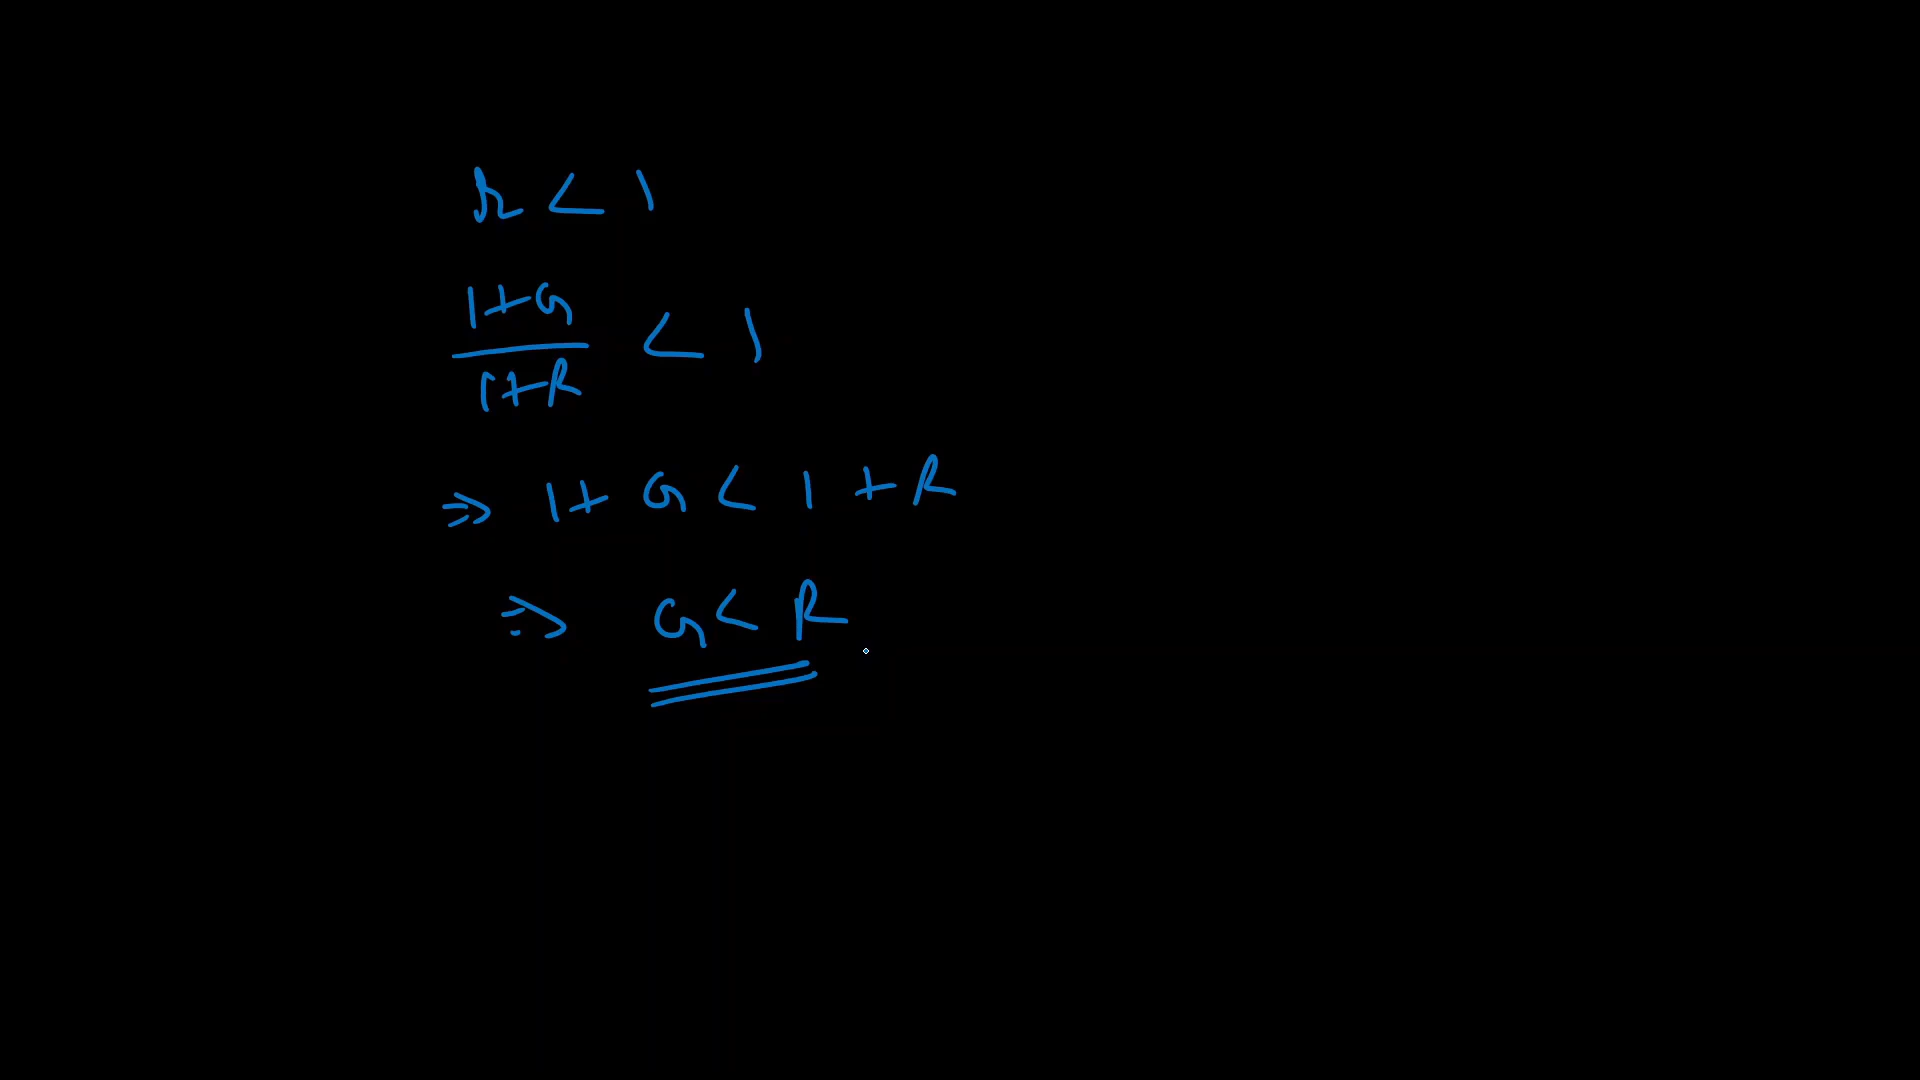 r < 1
1+G / 1+R < 1
⇒ 1 + G < 1 + R
⇒ G < R